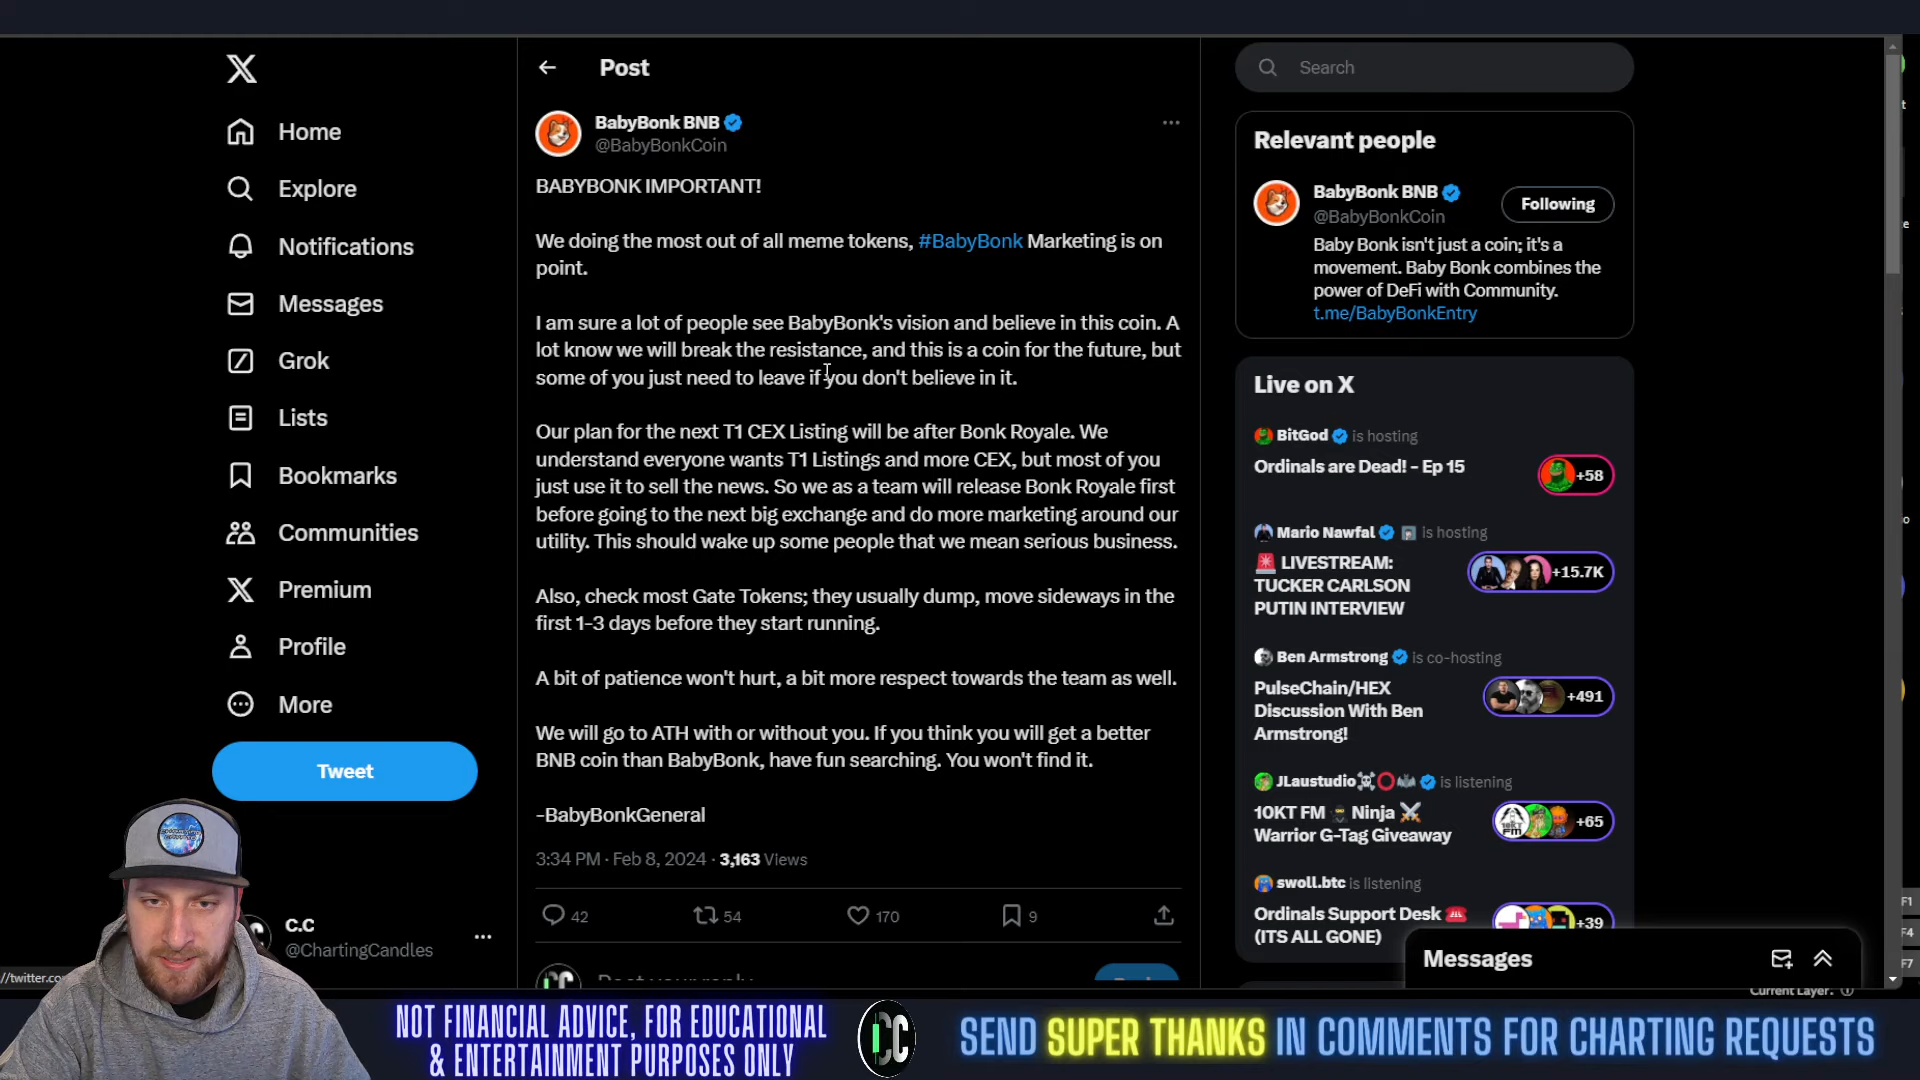 Post
Search
Home
Explore
Notifications
Messages
Grok
Lists
Bookmarks
Communities
Premium
Profile
More
Tweet
C.C
@ChartingCandles
BabyBonk BNB
@BabyBonkCoin
BABYBONK IMPORTANT!
We doing the most out of all meme tokens, #BabyBonk Marketing is on
point.
I am sure a lot of people see BabyBonk's vision and believe in this coin. A
lot know we will break the resistance, and this is a coin for the future, but
some of you just need to leave if you don't believe in it.
Our plan for the next T1 CEX Listing will be after Bonk Royale. We
understand everyone wants T1 Listings and more CEX, but most of you
just use it to sell the news. So we as a team will release Bonk Royale first
before going to the next big exchange and do more marketing around our
utility. This should wake up some people that we mean serious business.
Also, check most Gate Tokens; they usually dump, move sideways in the
first 1-3 days before they start running.
A bit of patience won't hurt, a bit more respect towards the team as well.
We will go to ATH with or without you. If you think you will get a better
BNB coin than BabyBonk, have fun searching. You won't find it.
-BabyBonkGeneral
3:34 PM · Feb 8, 2024 · 3,163 Views
42 54 170 9
Relevant people
BabyBonk BNB
@BabyBonkCoin
Following
Baby Bonk isn't just a coin; it's a
movement. Baby Bonk combines the
power of DeFi with Community.
t.me/BabyBonkEntry
Live on X
BitGod is hosting
Ordinals are Dead! - Ep 15
+58
Mario Nawfal is hosting
LIVESTREAM:
TUCKER CARLSON
PUTIN INTERVIEW
+15.7K
Ben Armstrong is co-hosting
PulseChain/HEX
Discussion With Ben
Armstrong!
+491
JLaustudio is listening
10KT FM Ninja
Warrior G-Tag Giveaway
+65
swoll.btc is listening
Ordinals Support Desk
(ITS ALL GONE)
+39
Messages
Current Layer:
F1
F4
F7
//twitter.co
NOT FINANCIAL ADVICE, FOR EDUCATIONAL
& ENTERTAINMENT PURPOSES ONLY
CC
SEND SUPER THANKS IN COMMENTS FOR CHARTING REQUESTS